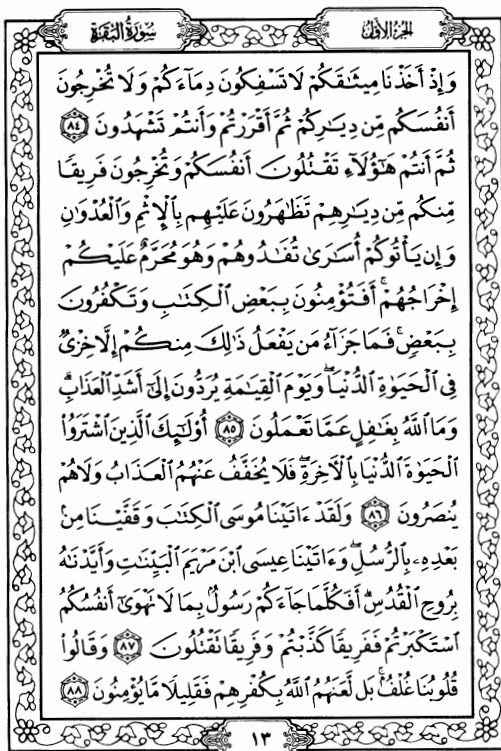 سُورَةُ البَقَرَةِ
الجُزءُ الأوَّلُ
وَإِذْ أَخَذْنَا مِيثَٰقَكُمْ لَا تَسْفِكُونَ دِمَآءَكُمْ وَلَا تُخْرِجُونَ
أَنفُسَكُم مِّن دِيَٰرِكُمْ ثُمَّ أَقْرَرْتُمْ وَأَنتُمْ تَشْهَدُونَ ٨٤
ثُمَّ أَنتُمْ هَٰٓؤُلَآءِ تَقْتُلُونَ أَنفُسَكُمْ وَتُخْرِجُونَ فَرِيقًا
مِّنكُم مِّن دِيَٰرِهِمْ تَظَٰهَرُونَ عَلَيْهِم بِٱلْإِثْمِ وَٱلْعُدْوَٰنِ
وَإِن يَأْتُوكُمْ أُسَٰرَىٰ تُفَٰدُوهُمْ وَهُوَ مُحَرَّمٌ عَلَيْكُمْ
إِخْرَاجُهُمْ ۚ أَفَتُؤْمِنُونَ بِبَعْضِ ٱلْكِتَٰبِ وَتَكْفُرُونَ
بِبَعْضٍ ۚ فَمَا جَزَآءُ مَن يَفْعَلُ ذَٰلِكَ مِنكُمْ إِلَّا خِزْىٌ
فِى ٱلْحَيَوٰةِ ٱلدُّنْيَا ۖ وَيَوْمَ ٱلْقِيَٰمَةِ يُرَدُّونَ إِلَىٰٓ أَشَدِّ ٱلْعَذَابِ ۗ
وَمَا ٱللَّهُ بِغَٰفِلٍ عَمَّا تَعْمَلُونَ ٨٥ أُو۟لَٰٓئِكَ ٱلَّذِينَ ٱشْتَرَوُا۟
ٱلْحَيَوٰةَ ٱلدُّنْيَا بِٱلْءَاخِرَةِ ۖ فَلَا يُخَفَّفُ عَنْهُمُ ٱلْعَذَابُ وَلَا هُمْ
يُنصَرُونَ ٨٦ وَلَقَدْ ءَاتَيْنَا مُوسَى ٱلْكِتَٰبَ وَقَفَّيْنَا مِنۢ
بَعْدِهِۦ بِٱلرُّسُلِ ۖ وَءَاتَيْنَا عِيسَى ٱبْنَ مَرْيَمَ ٱلْبَيِّنَٰتِ وَأَيَّدْنَٰهُ
بِرُوحِ ٱلْقُدُسِ ۗ أَفَكُلَّمَا جَآءَكُمْ رَسُولٌۢ بِمَا لَا تَهْوَىٰٓ أَنفُسُكُمُ
ٱسْتَكْبَرْتُمْ فَفَرِيقًا كَذَّبْتُمْ وَفَرِيقًا تَقْتُلُونَ ٨٧ وَقَالُوا۟
قُلُوبُنَا غُلْفٌۢ ۚ بَل لَّعَنَهُمُ ٱللَّهُ بِكُفْرِهِمْ فَقَلِيلًا مَّا يُؤْمِنُونَ ٨٨
١٣